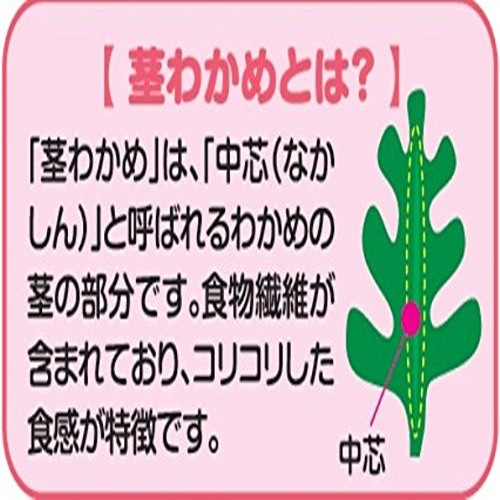 【 茎わかめとは? 】
「茎わかめ」は、「中芯(なか
しん)」と呼ばれるわかめの
茎の部分です。食物繊維が
含まれており、コリコリした
食感が特徴です。
中芯